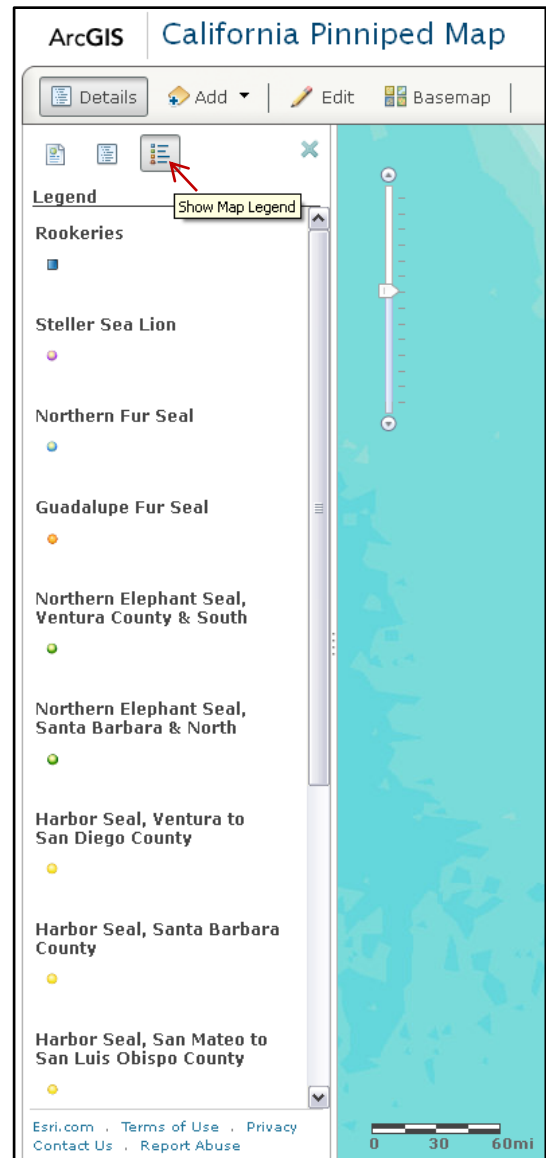 ArcGIS California Pinniped Map
Details Add Edit Basemap
Show Map Legend
Legend
Rookeries
Steller Sea Lion
Northern Fur Seal
Guadalupe Fur Seal
Northern Elephant Seal,
Ventura County & South
Northern Elephant Seal,
Santa Barbara & North
Harbor Seal, Ventura to
San Diego County
Harbor Seal, Santa Barbara
County
Harbor Seal, San Mateo to
San Luis Obispo County
Esri.com . Terms of Use . Privacy
Contact Us . Report Abuse
0 30 60mi